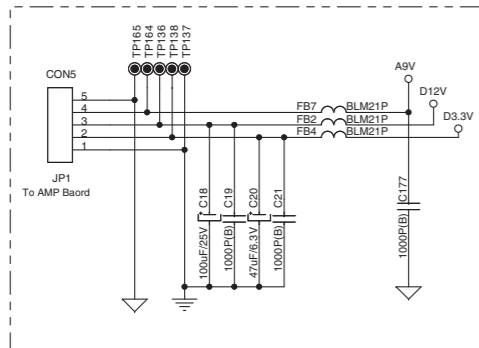 TP165
TP164
TP136
TP138
TP137
A9V
CON5
D12V
D3.3V
5
4
3
2
1
FB7 BLM21P
FB2 BLM21P
FB4 BLM21P
JP1
To AMP Baord
C18
100uF/25V
C19
1000P(B)
C20
47uF/6.3V
C21
1000P(B)
C177
1000P(B)